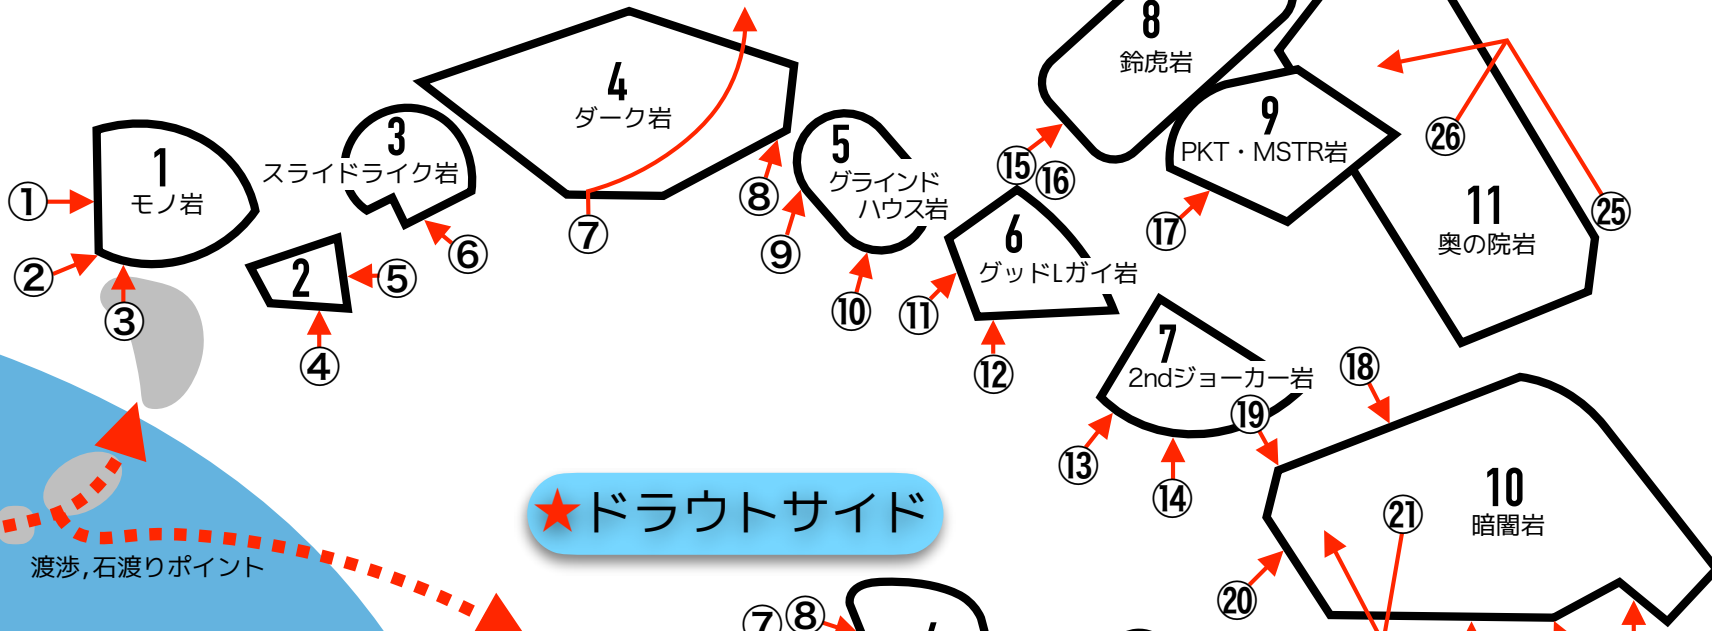 8
鈴虎岩
4
ダーク岩
9
PKT・MSTR岩
3
スライドライク岩
1
モノ岩
5
グラインド
ハウス岩
11
奥の院岩
6
グッドLガイ岩
2
7
2ndジョーカー岩
10
暗闇岩
①
②
③
④
⑤
⑥
⑦
⑧
⑨
⑩
⑪
⑫
⑬
⑭
⑮
⑯
⑰
⑱
⑲
⑳
㉑
㉕
㉖
★ドラウトサイド
渡渉,石渡りポイント
⑦
⑧